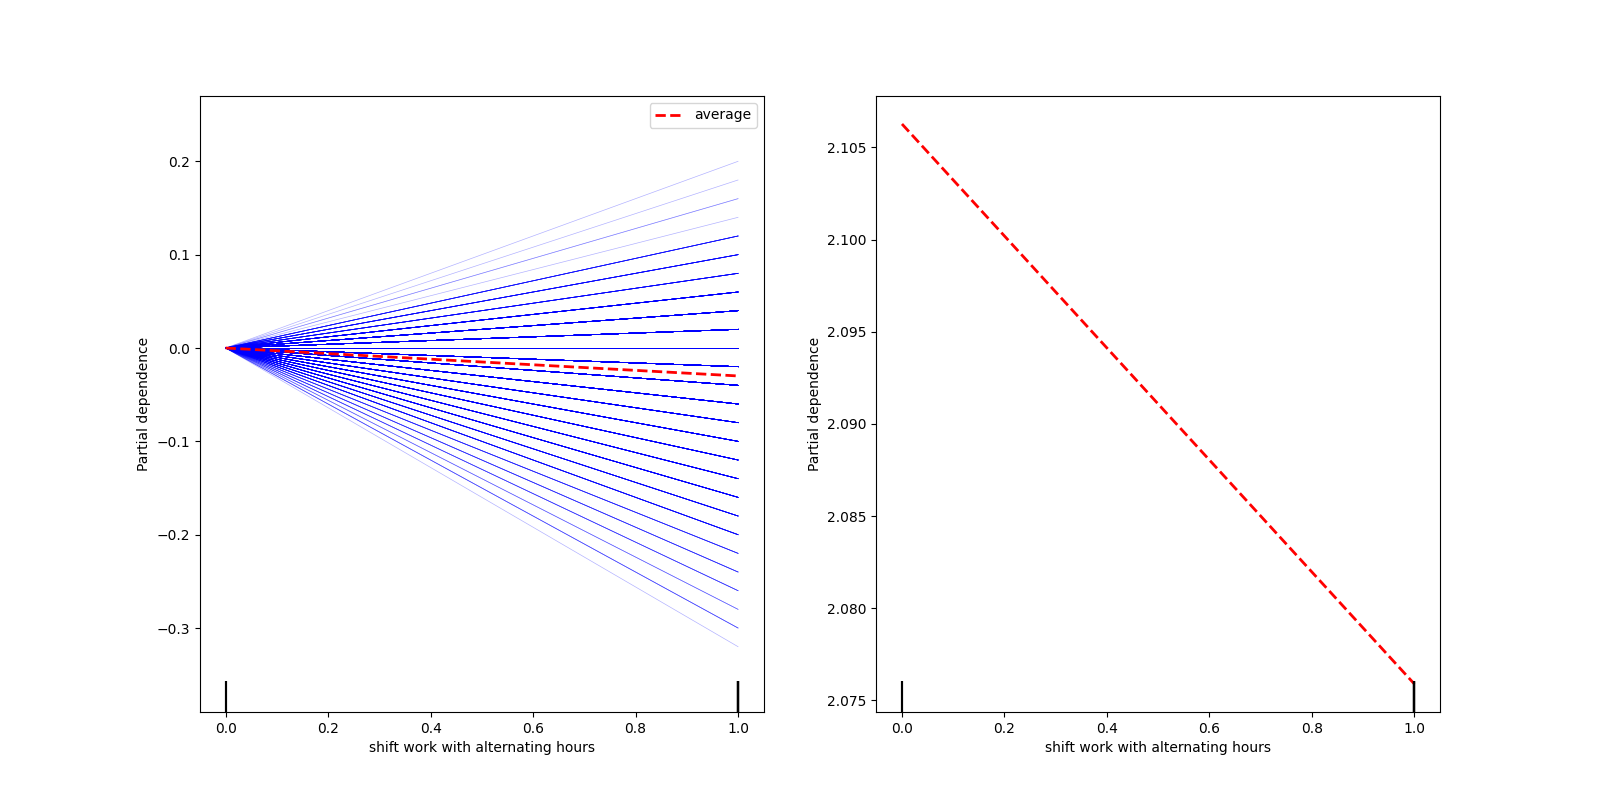 average
0.2
0.1
0.0
−0.1
−0.2
−0.3
Partial dependence
0.0 0.2 0.4 0.6 0.8 1.0
shift work with alternating hours
2.105
2.100
2.095
2.090
2.085
2.080
2.075
Partial dependence
0.0 0.2 0.4 0.6 0.8 1.0
shift work with alternating hours